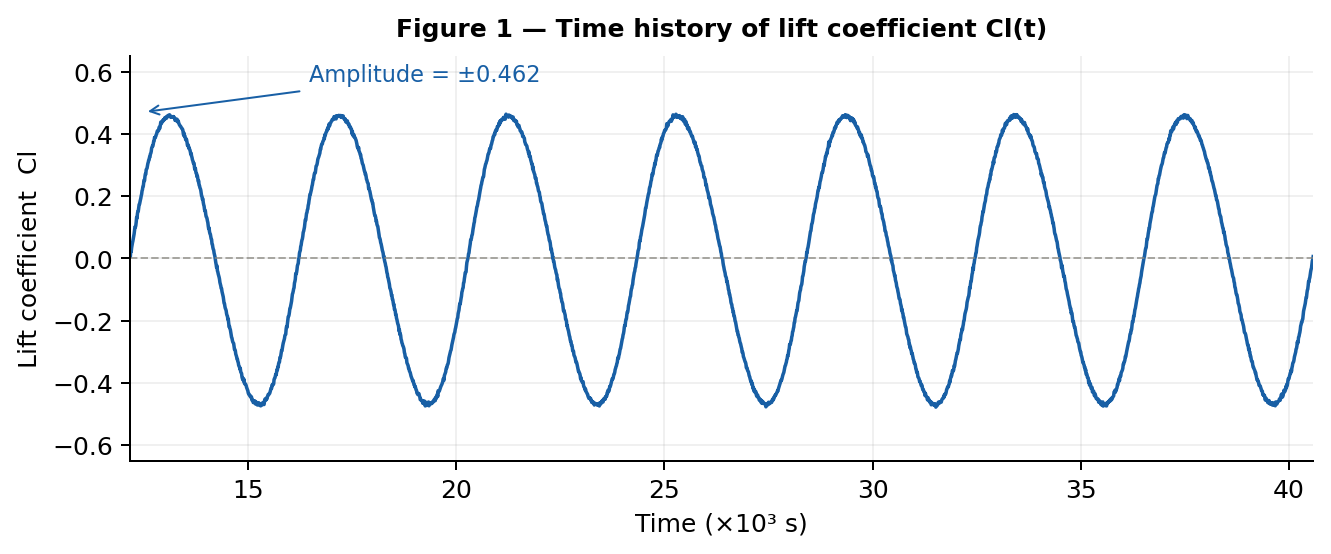 Figure 1 — Time history of lift coefficient Cl(t)
Amplitude = ±0.462
Lift coefficient Cl
0.6
0.4
0.2
0.0
−0.2
−0.4
−0.6
15 20 25 30 35 40
Time (×10³ s)